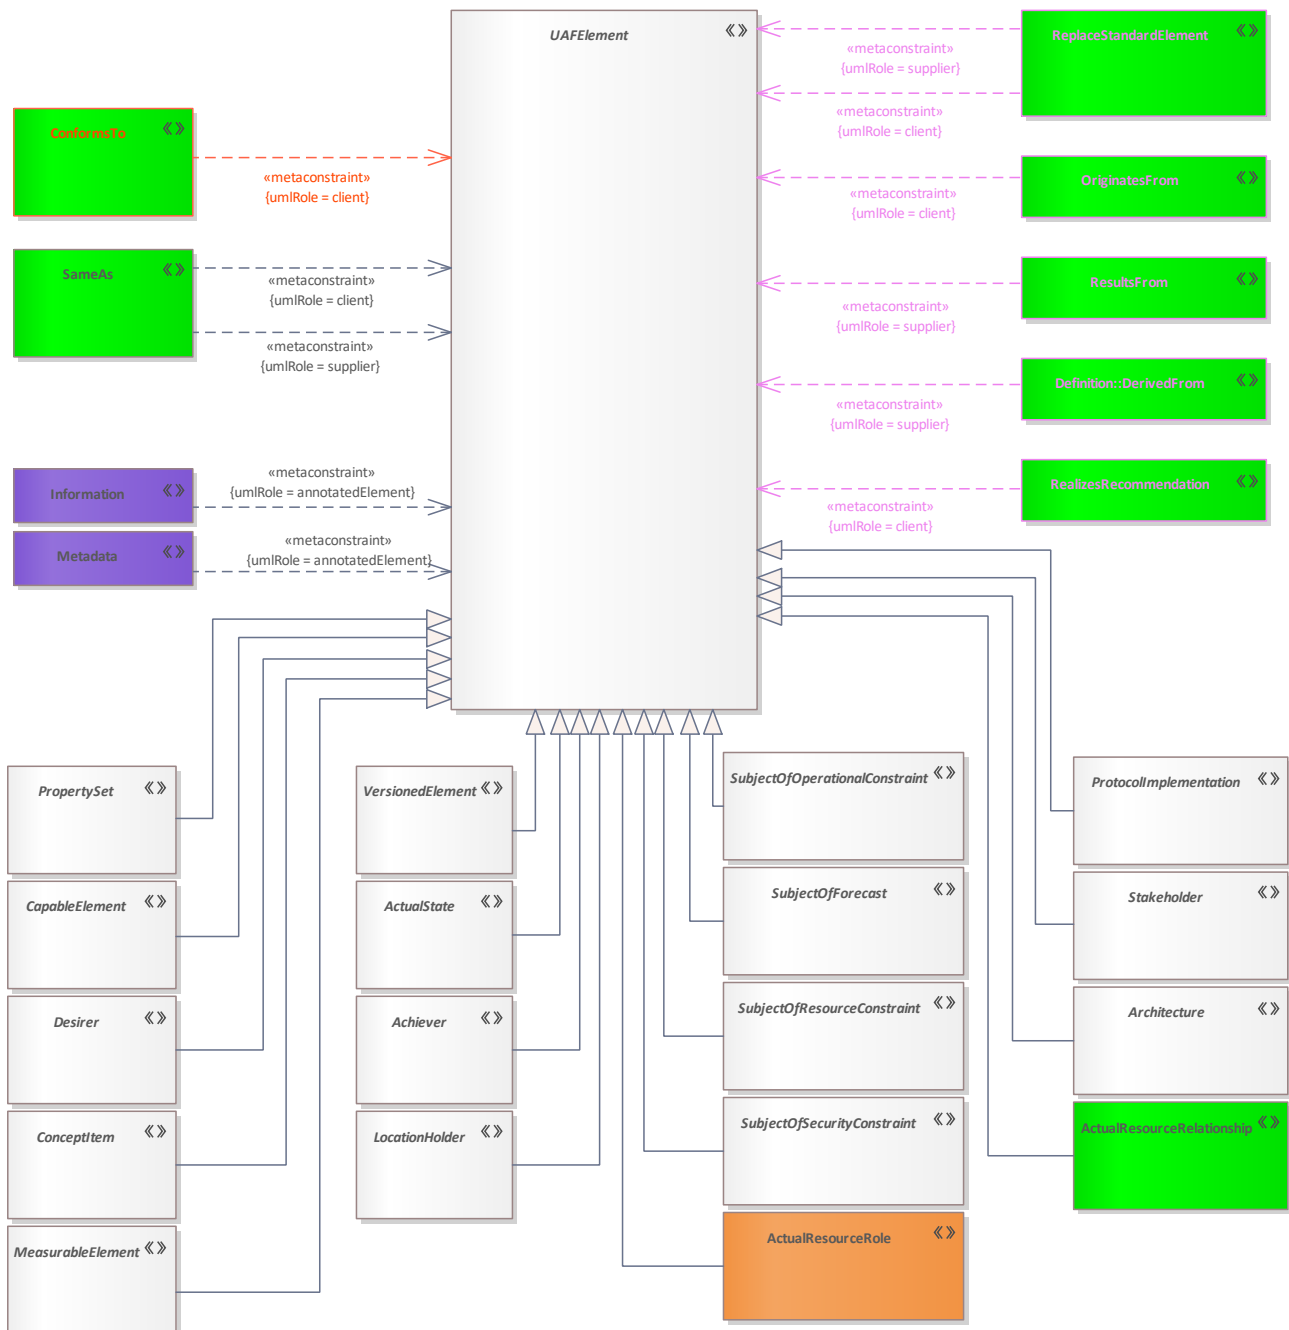 UAFElement
ReplaceStandardElement
«metaconstraint»
{umlRole = supplier}
«metaconstraint»
{umlRole = client}
ConformsTo
«metaconstraint»
{umlRole = client}
OriginatesFrom
«metaconstraint»
{umlRole = client}
SameAs
«metaconstraint»
{umlRole = client}
«metaconstraint»
{umlRole = supplier}
ResultsFrom
«metaconstraint»
{umlRole = supplier}
Definition::DerivedFrom
«metaconstraint»
{umlRole = supplier}
Information
«metaconstraint»
{umlRole = annotatedElement}
Metadata
«metaconstraint»
{umlRole = annotatedElement}
RealizesRecommendation
«metaconstraint»
{umlRole = client}
PropertySet
CapableElement
Desirer
ConceptItem
MeasurableElement
VersionedElement
ActualState
Achiever
LocationHolder
SubjectOfOperationalConstraint
SubjectOfForecast
SubjectOfResourceConstraint
SubjectOfSecurityConstraint
ActualResourceRole
ProtocolImplementation
Stakeholder
Architecture
ActualResourceRelationship